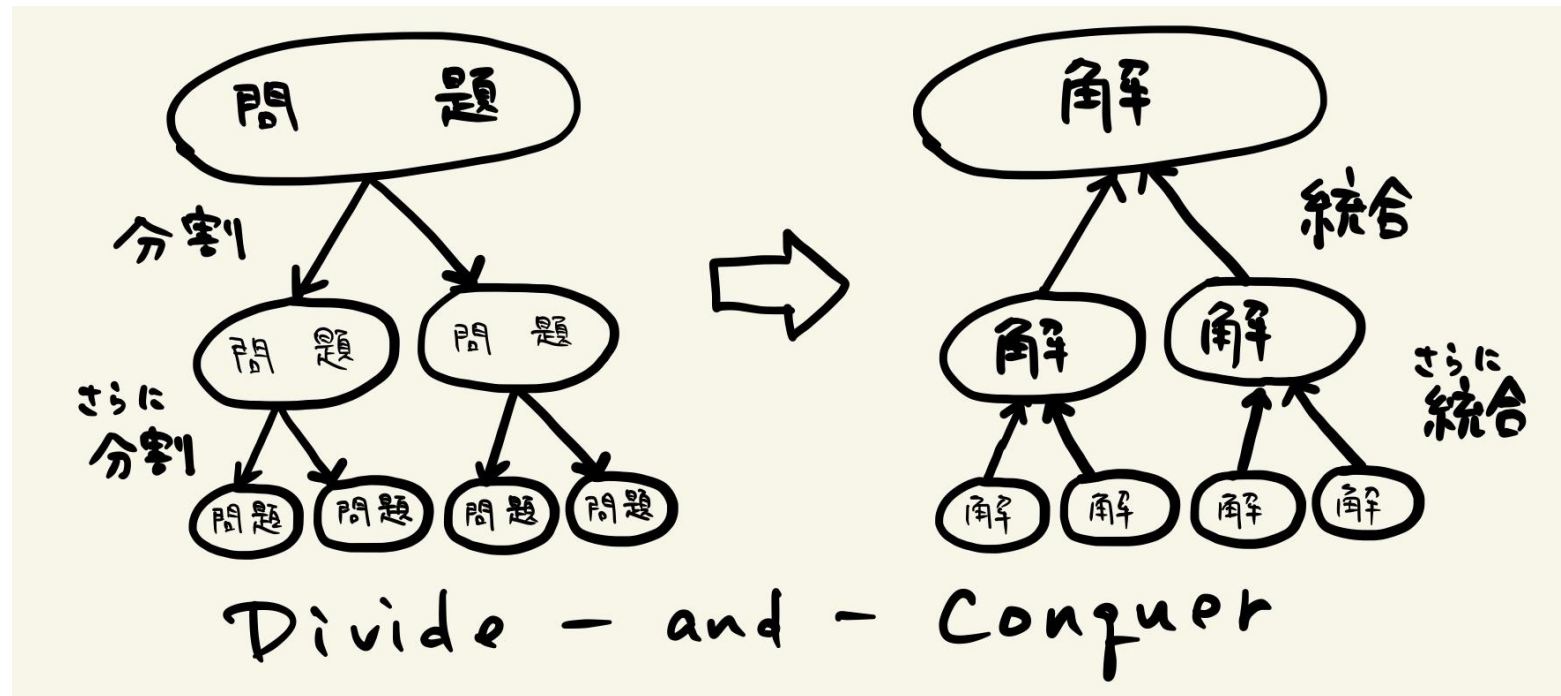 問 題
分割
問 題
問 題
さらに
分割
問題
問題
問題
問題
解
統合
解
解
さらに
統合
解
解
解
解
Divide - and - Conquer